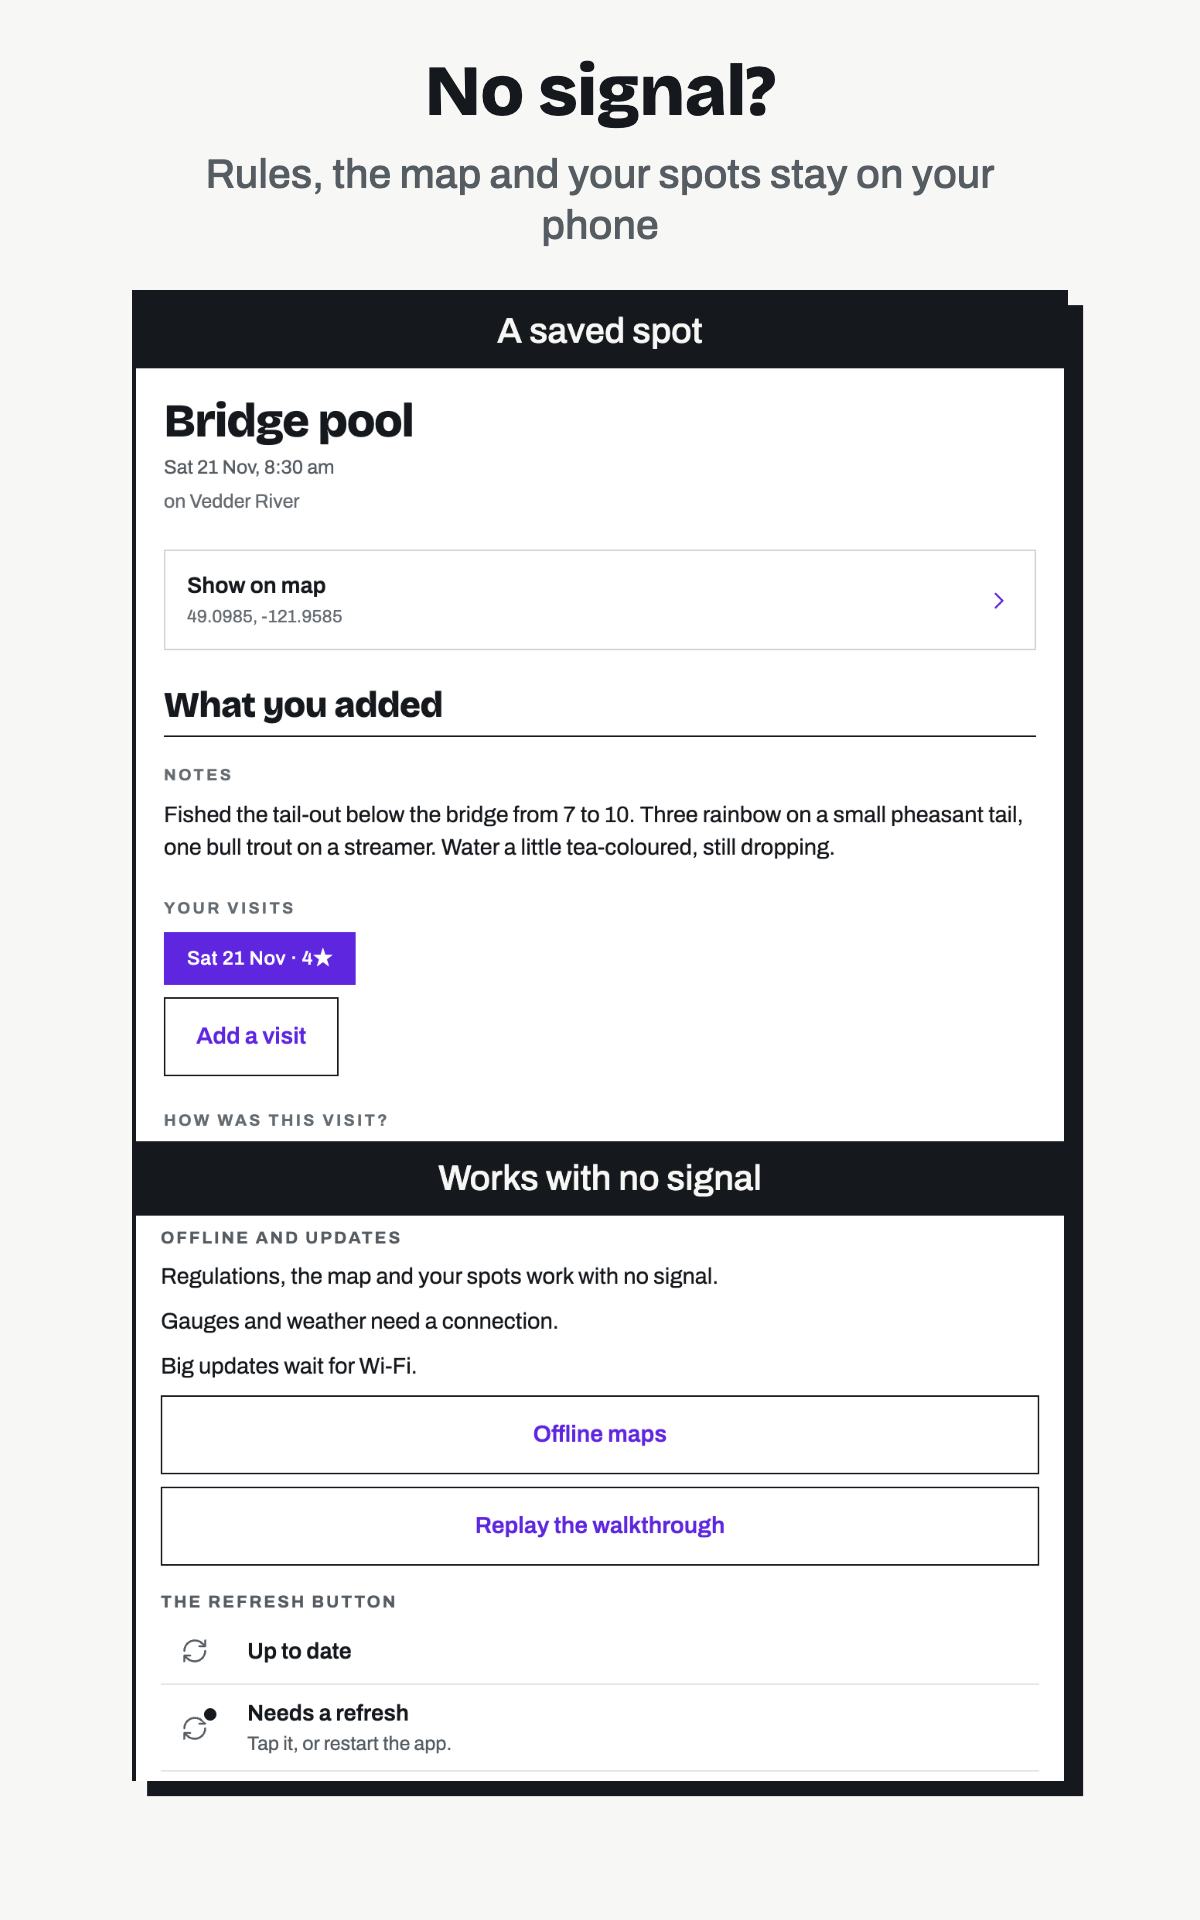 No signal?
Rules, the map and your spots stay on your
phone
A saved spot
Bridge pool
Sat 21 Nov, 8:30 am
on Vedder River
Show on map
49.0985, -121.9585
What you added
NOTES
Fished the tail-out below the bridge from 7 to 10. Three rainbow on a small pheasant tail,
one bull trout on a streamer. Water a little tea-coloured, still dropping.
YOUR VISITS
Sat 21 Nov · 4★
Add a visit
HOW WAS THIS VISIT?
Works with no signal
OFFLINE AND UPDATES
Regulations, the map and your spots work with no signal.
Gauges and weather need a connection.
Big updates wait for Wi-Fi.
Offline maps
Replay the walkthrough
THE REFRESH BUTTON
Up to date
Needs a refresh
Tap it, or restart the app.